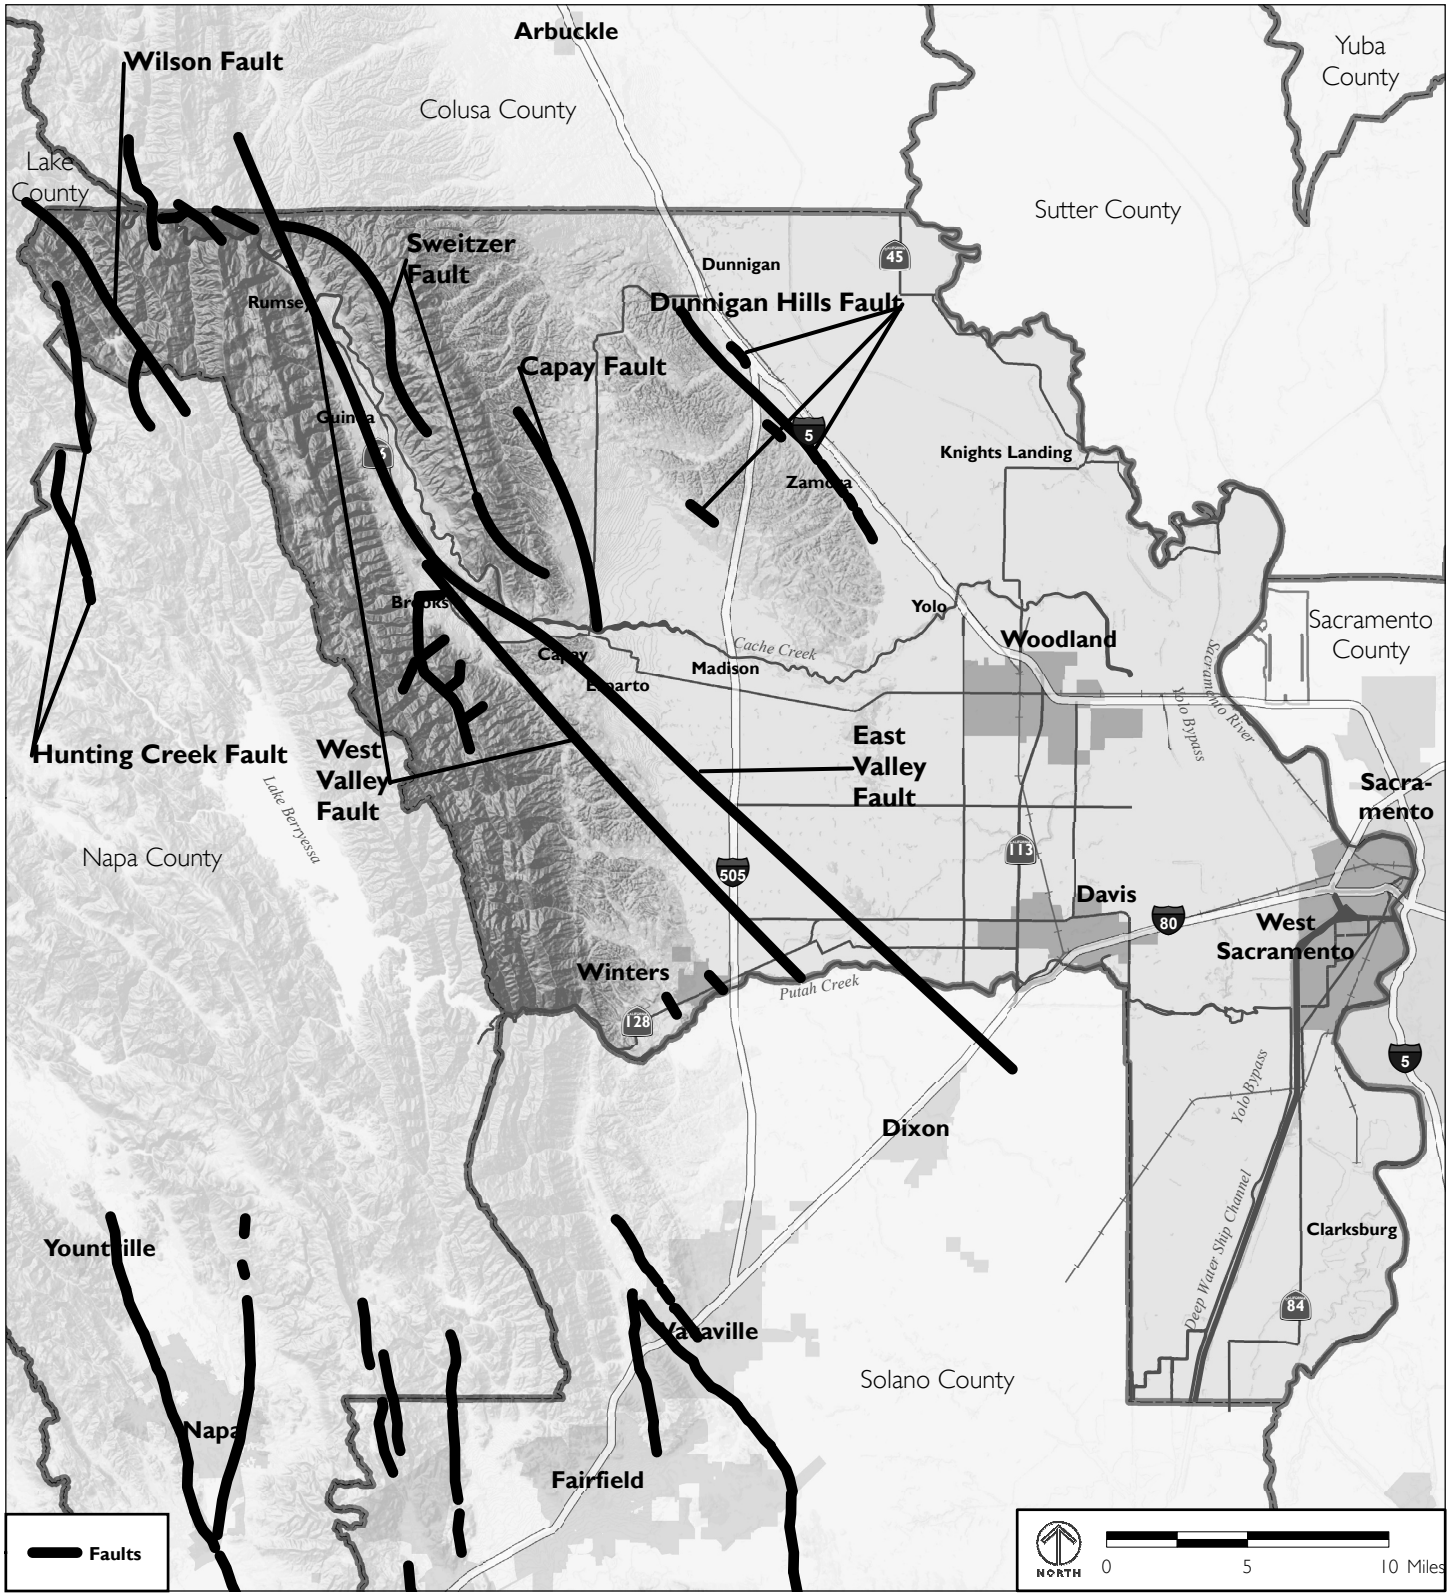 Arbuckle
Yuba
County
Wilson Fault
Colusa County
Lake
County
Sutter County
Sweitzer
Fault
45
Dunnigan
Rumsey
Dunnigan Hills Fault
Capay Fault
Guinda
5
Knights Landing
Zamora
Brooks
Yolo
Sacramento
County
Woodland
Cache Creek
Capay
Madison
Esparto
Sacramento River
Yolo Bypass
Hunting Creek Fault
West
Valley
Fault
East
Valley
Fault
Lake Berryessa
Sacra-
mento
Napa County
113
505
Davis
80
West
Sacramento
Winters
Putah Creek
128
5
Yolo Bypass
Dixon
Deep Water Ship Channel
Clarksburg
Yountville
84
Vacaville
Solano County
Napa
Fairfield
Faults
NORTH
0 5 10 Miles